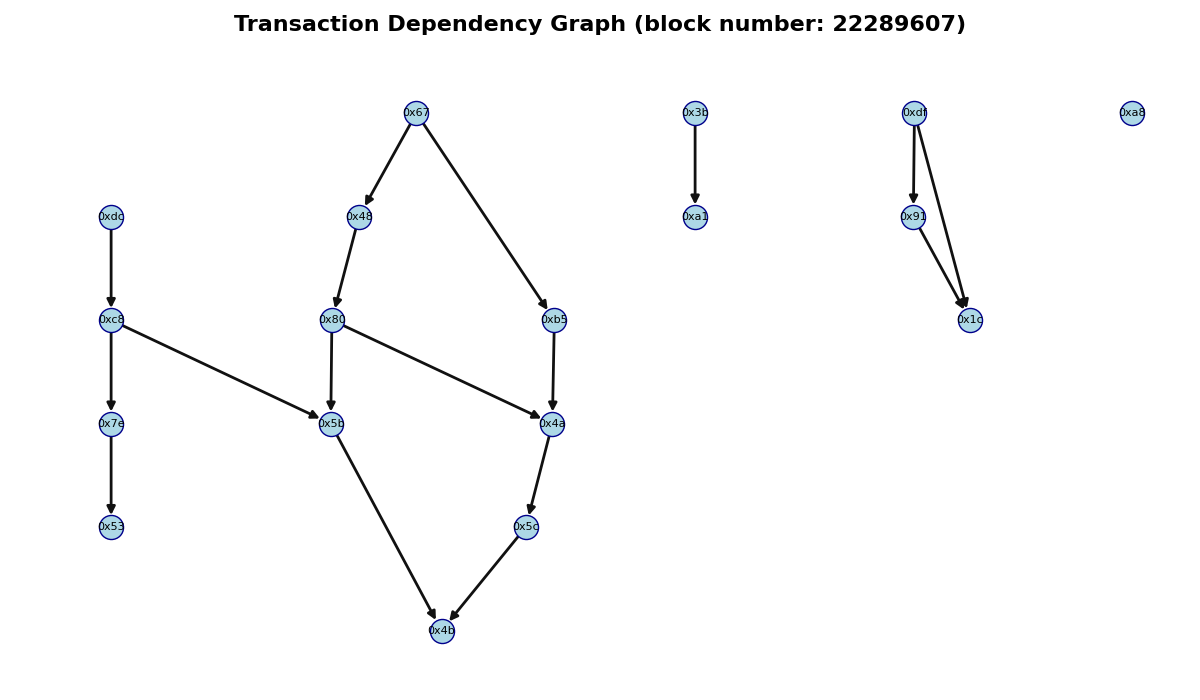 Transaction Dependency Graph (block number: 22289607)
0x67
0x3b
0xdf
0xa8
0xdc
0x48
0xa1
0x91
0xc8
0x80
0xb5
0x1c
0x7e
0x5b
0x4a
0x53
0x5c
0x4b